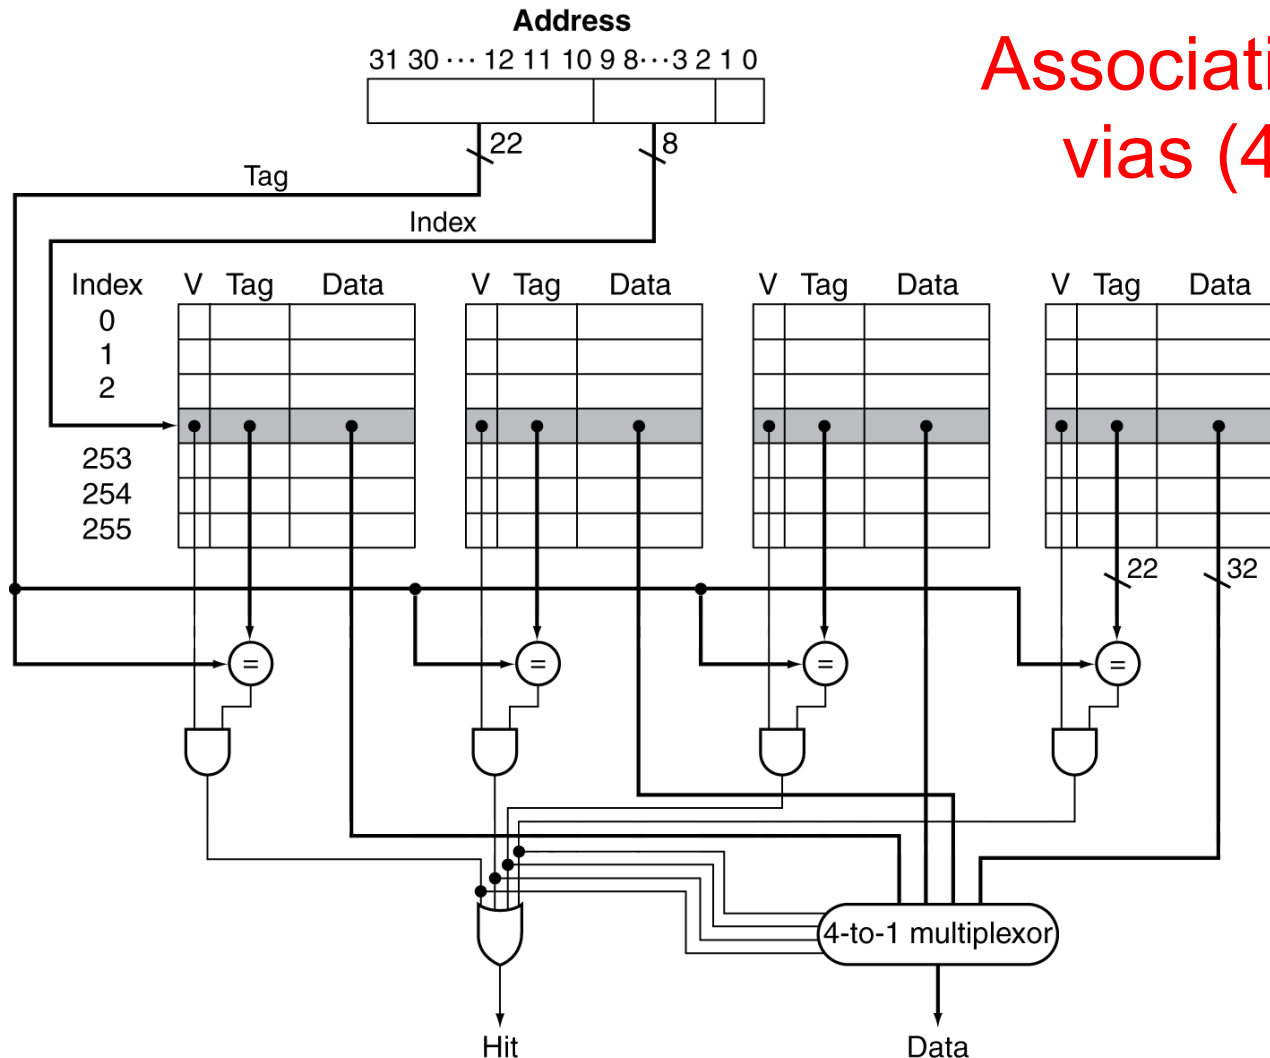 Address
31 30 ··· 12 11 10 9 8 ··· 3 2 1 0
vias (4
22
8
Tag
Index
Index V Tag Data V Tag Data V Tag Data V Tag Data
0
1
2
253
254
255
22 32
= = = =
4-to-1 multiplexor
Hit Data